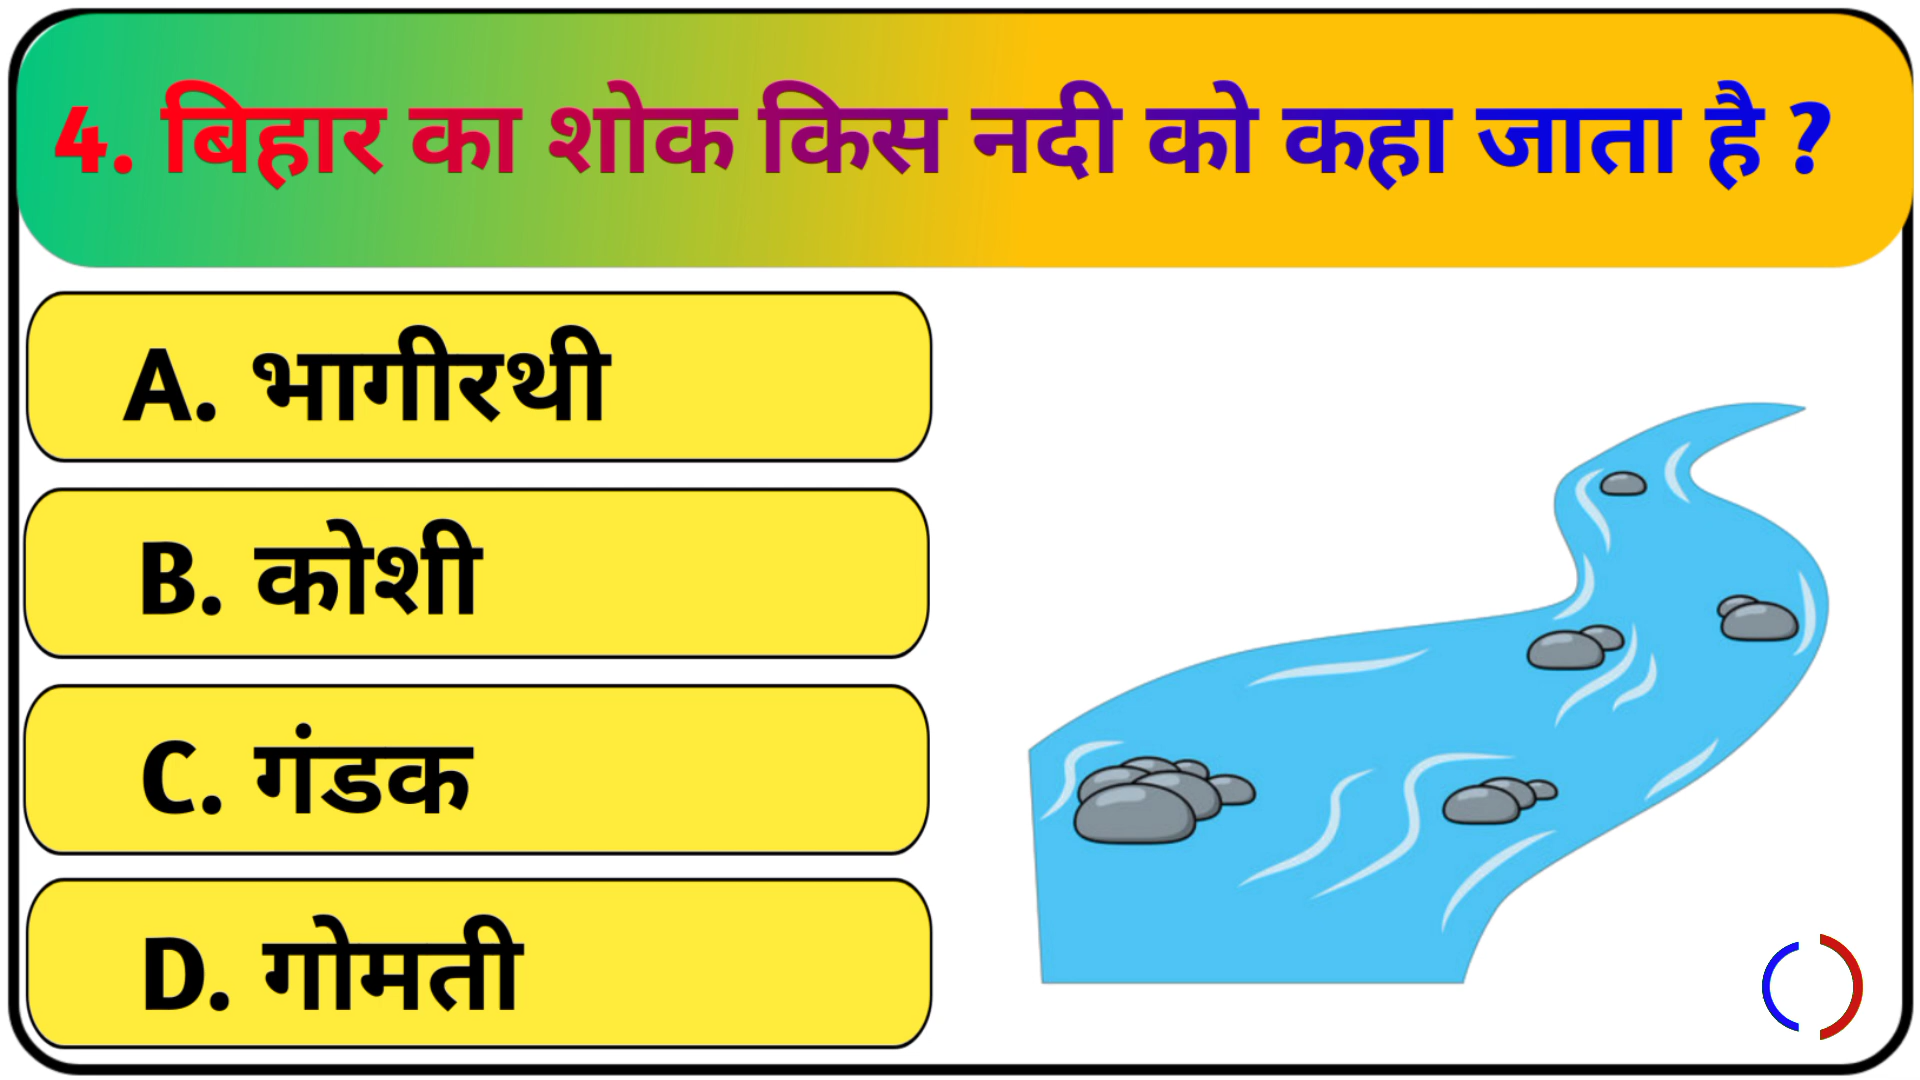 4. बिहार का शोक किस नदी को कहा जाता है ?
A. भागीरथी
B. कोशी
C. गंडक
D. गोमती